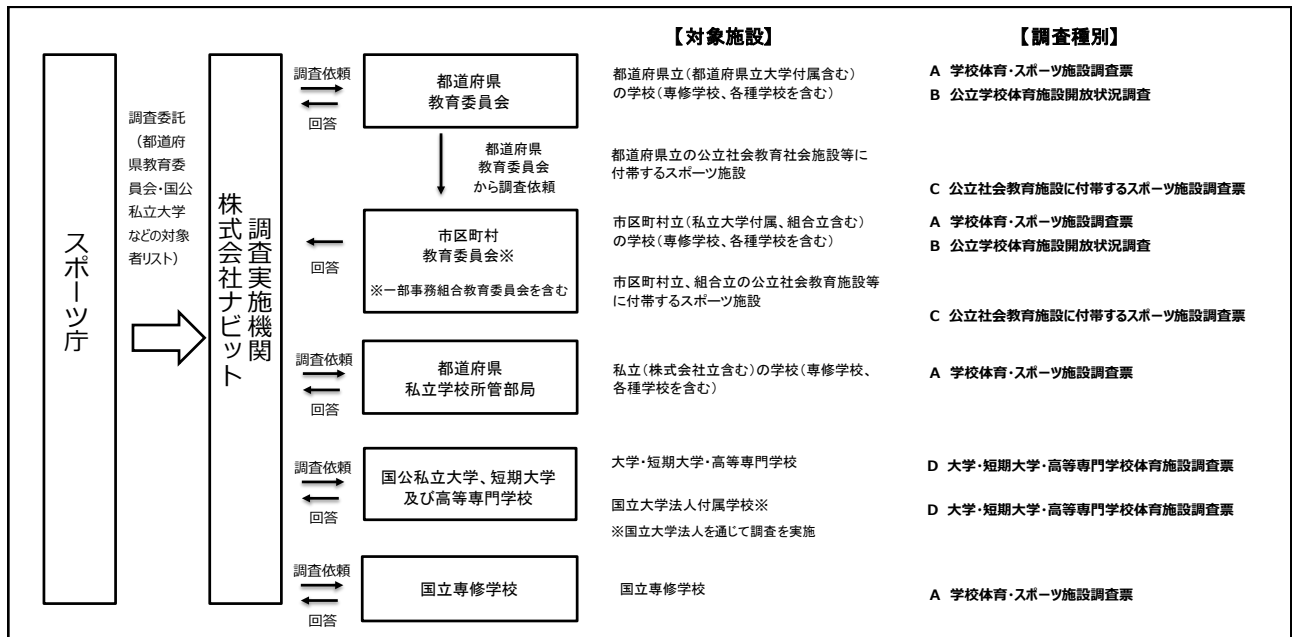 【対象施設】
【調査種別】
スポーツ庁
調査委託
(都道府
県教育委
員会・国公
私立大学
などの対象
者リスト)
調査実施機関
株式会社ナビット
調査依頼
回答
都道府県
教育委員会
都道府県立(都道府県立大学付属含む)
の学校(専修学校、各種学校を含む)
A 学校体育・スポーツ施設調査票
B 公立学校体育施設開放状況調査
都道府県
教育委員会
から調査依頼
都道府県立の公立社会教育社会施設等に
付帯するスポーツ施設
C 公立社会教育施設に付帯するスポーツ施設調査票
回答
市区町村
教育委員会※
※一部事務組合教育委員会を含む
市区町村立(私立大学付属、組合立含む)
の学校(専修学校、各種学校を含む)
A 学校体育・スポーツ施設調査票
B 公立学校体育施設開放状況調査
市区町村立、組合立の公立社会教育施設等
に付帯するスポーツ施設
C 公立社会教育施設に付帯するスポーツ施設調査票
調査依頼
回答
都道府県
私立学校所管部局
私立(株式会社立含む)の学校(専修学校、
各種学校を含む)
A 学校体育・スポーツ施設調査票
調査依頼
回答
国公私立大学、短期大学
及び高等専門学校
大学・短期大学・高等専門学校
D 大学・短期大学・高等専門学校体育施設調査票
国立大学法人付属学校※
※国立大学法人を通じて調査を実施
D 大学・短期大学・高等専門学校体育施設調査票
調査依頼
回答
国立専修学校
国立専修学校
A 学校体育・スポーツ施設調査票